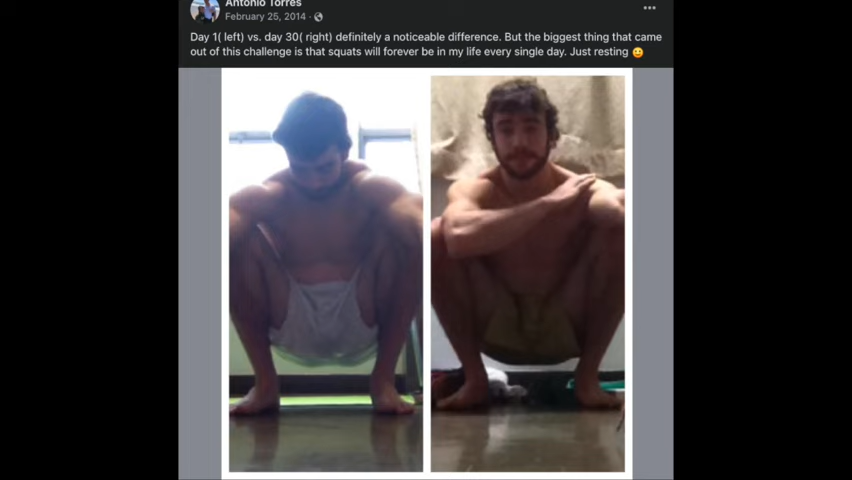 Antonio Torres
February 25, 2014 ·
Day 1( left) vs. day 30( right) definitely a noticeable difference. But the biggest thing that came
out of this challenge is that squats will forever be in my life every single day. Just resting 🙂